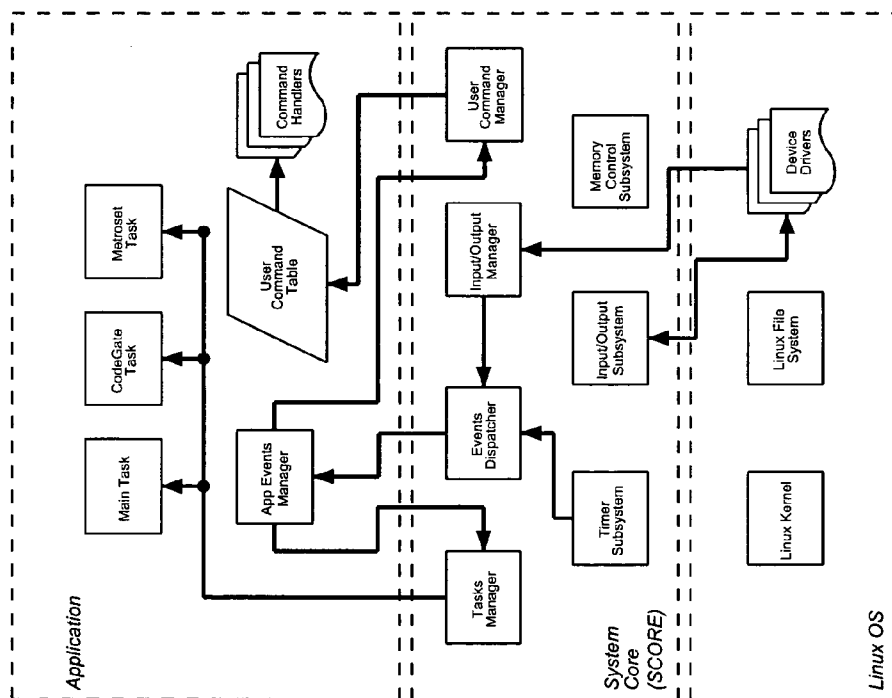 Application
Main Task
CodeGate
Task
Metroset
Task
App Events
Manager
User
Command
Table
Command
Handlers
System
Core
(SCORE)
Tasks
Manager
Events
Dispatcher
Input/Output
Manager
User
Command
Manager
Timer
Subsystem
Input/Output
Subsystem
Memory
Control
Subsystem
Linux OS
Linux Kernel
Linux File
System
Device
Drivers